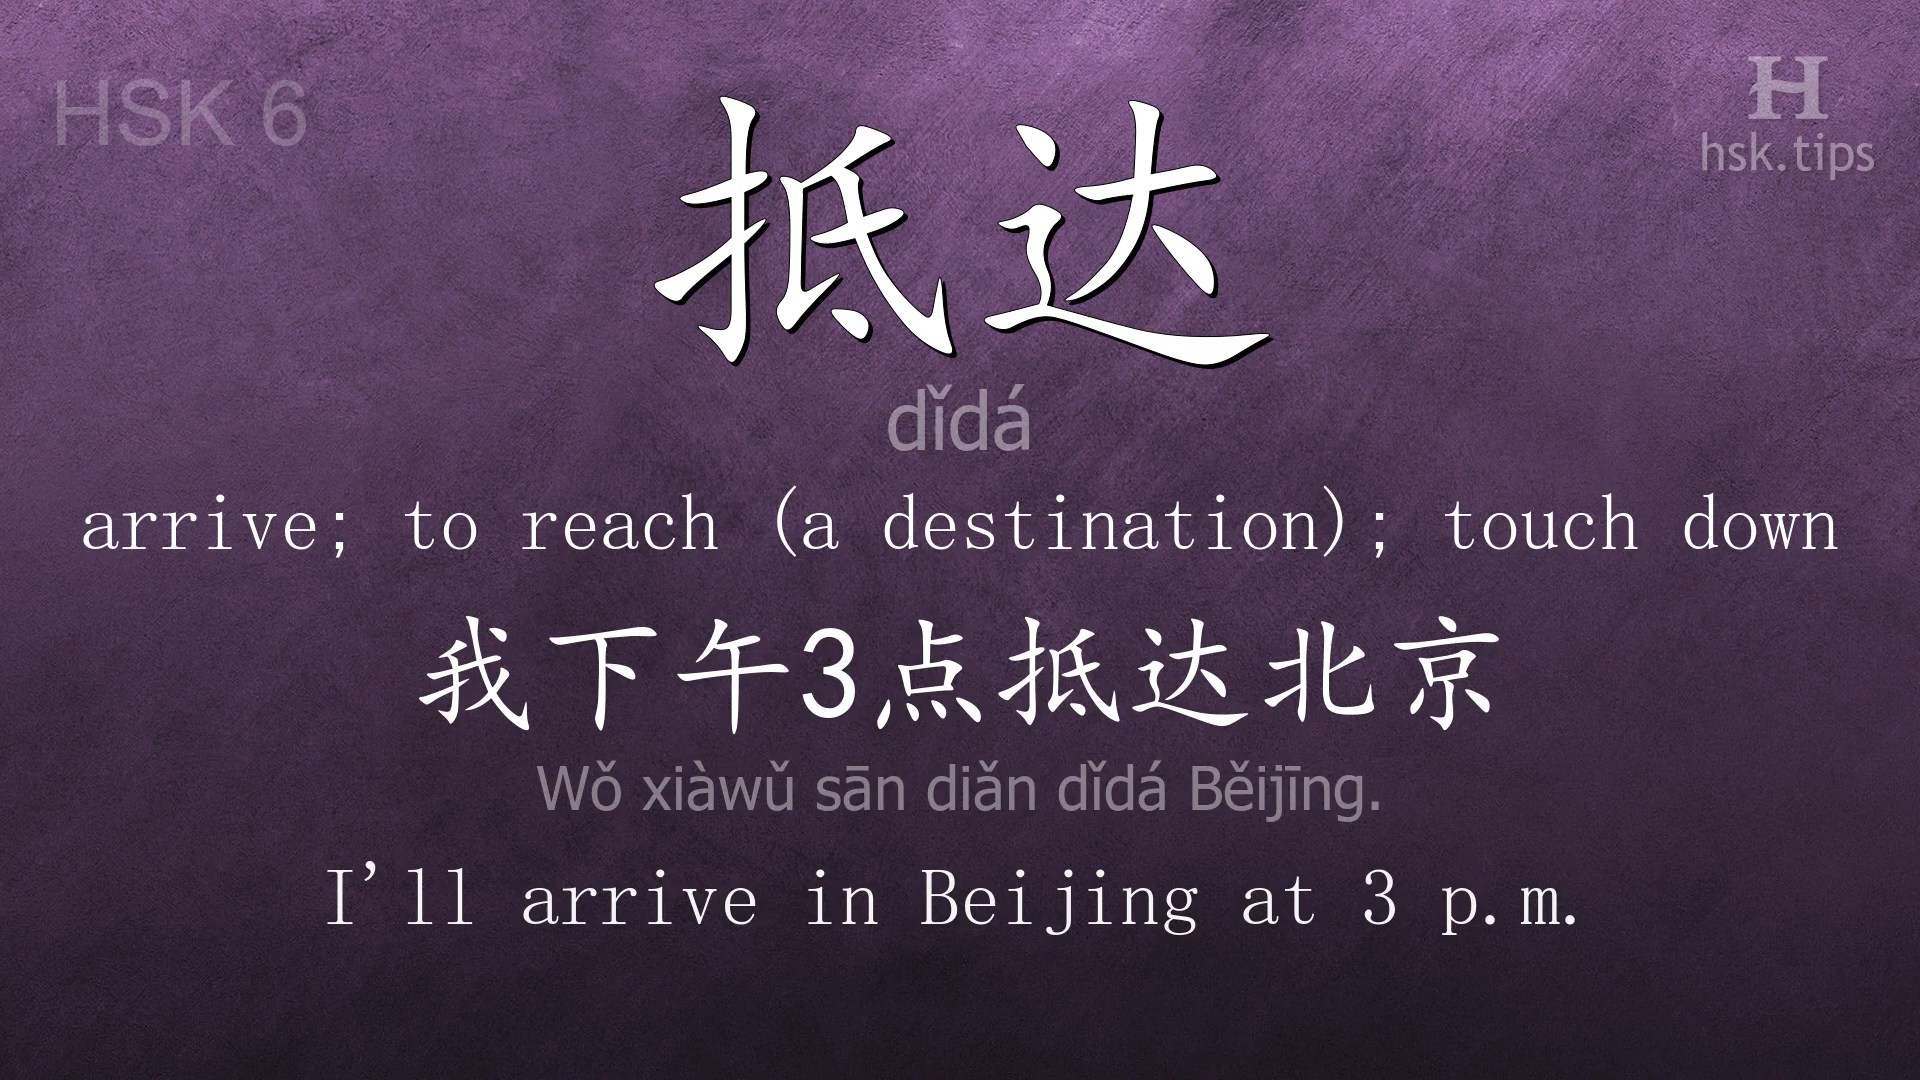 HSK 6
H
hsk.tips
抵达
dǐdá
arrive; to reach (a destination); touch down
我下午3点抵达北京
Wǒ xiàwǔ sān diǎn dǐdá Běijīng.
I'll arrive in Beijing at 3 p.m.